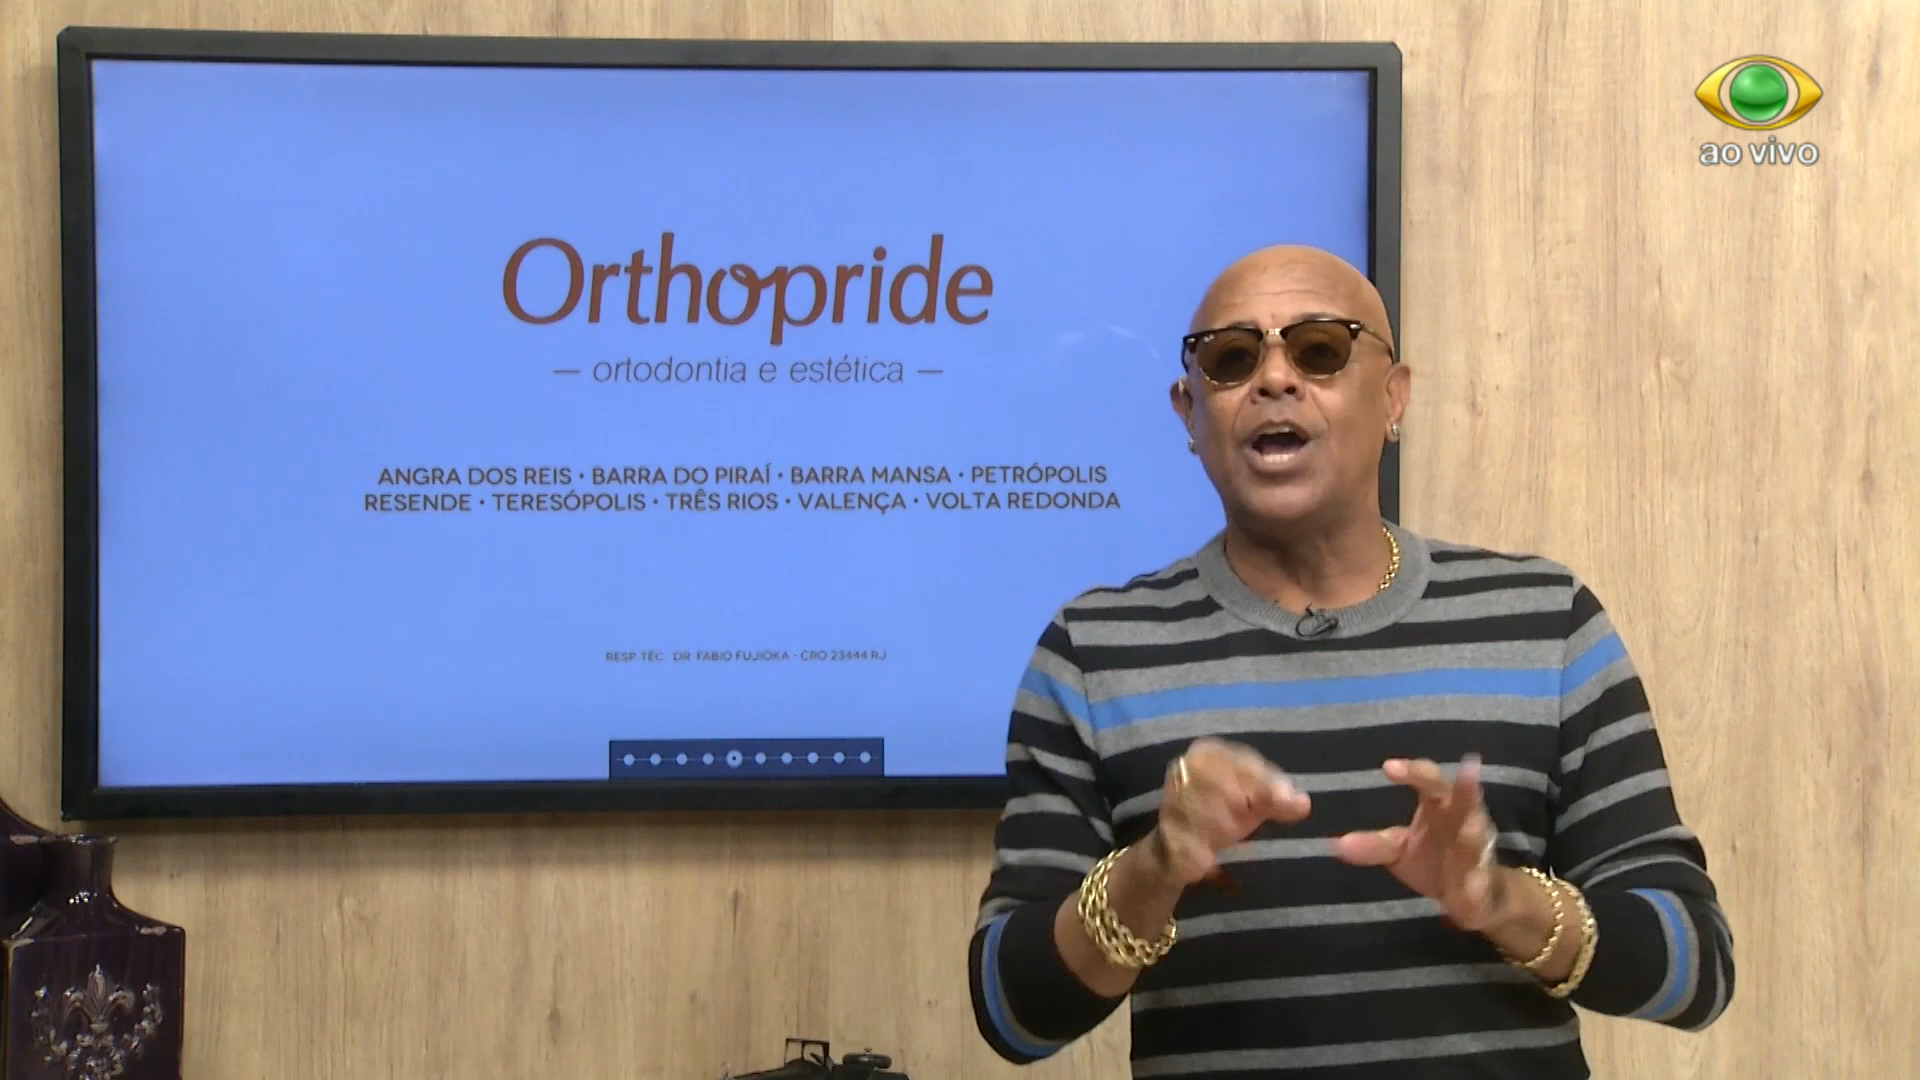 ao vivo
Orthopride
— ortodontia e estética —
ANGRA DOS REIS • BARRA DO PIRAÍ • BARRA MANSA • PETRÓPOLIS
RESENDE • TERESÓPOLIS • TRÊS RIOS • VALENÇA • VOLTA REDONDA
RESP. TÉC. DR. FABIO FUJIOKA - CRO 23444 RJ